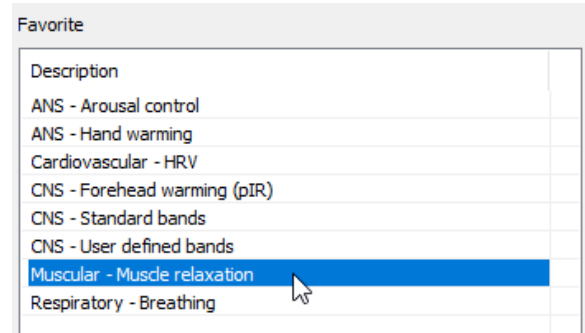 Favorite
Description
ANS - Arousal control
ANS - Hand warming
Cardiovascular - HRV
CNS - Forehead warming (pIR)
CNS - Standard bands
CNS - User defined bands
Muscular - Muscle relaxation
Respiratory - Breathing